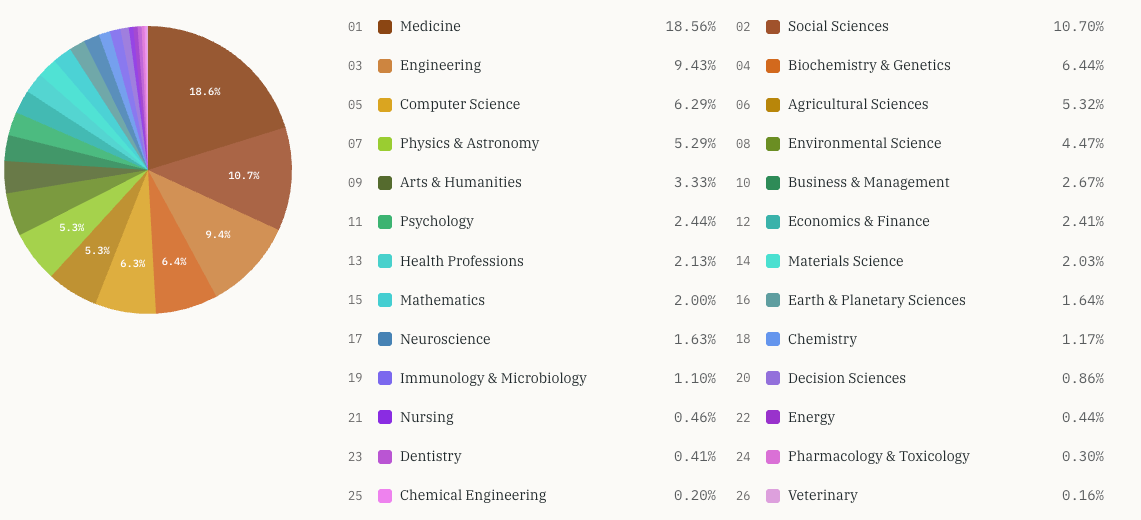 01 Medicine 18.56% 02 Social Sciences 10.70%
03 Engineering 9.43% 04 Biochemistry & Genetics 6.44%
05 Computer Science 6.29% 06 Agricultural Sciences 5.32%
07 Physics & Astronomy 5.29% 08 Environmental Science 4.47%
09 Arts & Humanities 3.33% 10 Business & Management 2.67%
11 Psychology 2.44% 12 Economics & Finance 2.41%
13 Health Professions 2.13% 14 Materials Science 2.03%
15 Mathematics 2.00% 16 Earth & Planetary Sciences 1.64%
17 Neuroscience 1.63% 18 Chemistry 1.17%
19 Immunology & Microbiology 1.10% 20 Decision Sciences 0.86%
21 Nursing 0.46% 22 Energy 0.44%
23 Dentistry 0.41% 24 Pharmacology & Toxicology 0.30%
25 Chemical Engineering 0.20% 26 Veterinary 0.16%
18.6%
10.7%
9.4%
6.4%
6.3%
5.3%
5.3%